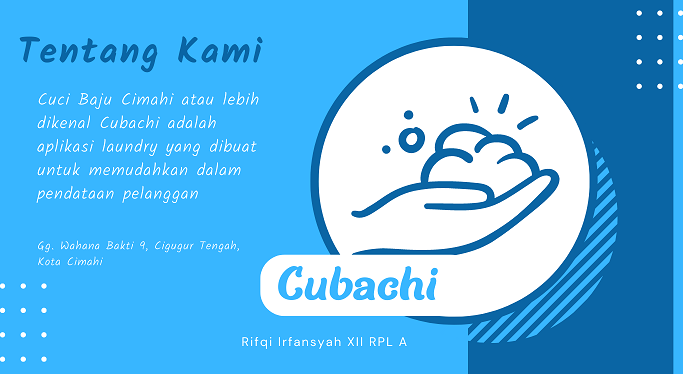 Tentang Kami
Cuci Baju Cimahi atau lebih
dikenal Cubachi adalah
aplikasi laundry yang dibuat
untuk memudahkan dalam
pendataan pelanggan
Gg. Wahana Bakti 9, Cigugur Tengah,
Kota Cimahi
Cubachi
Rifqi Irfansyah XII RPL A